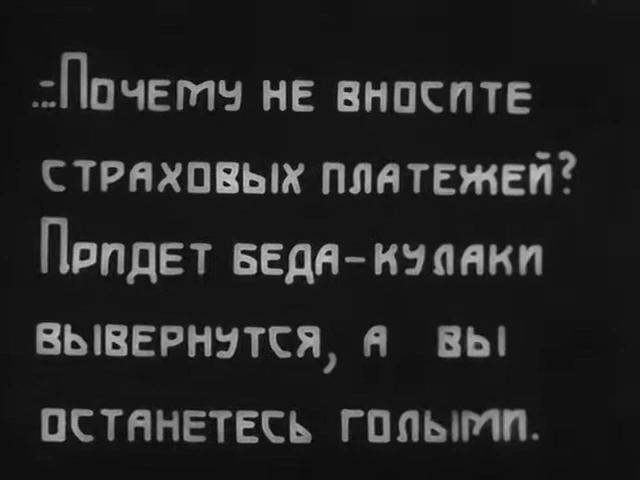 ...–Почему не вносите
страховых платежей?
Придет беда–кулаки
вывернутся, а вы
останетесь голыми.